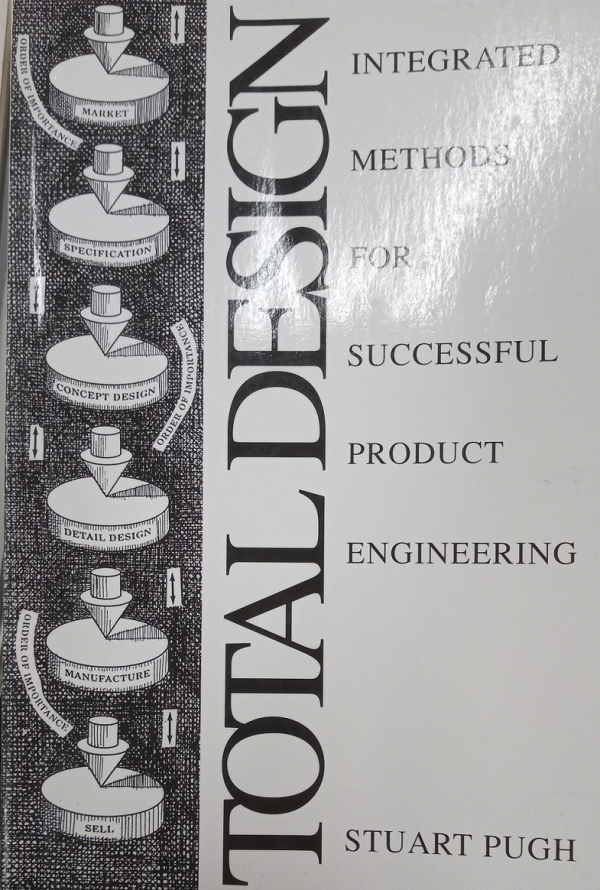 ORDER OF IMPORTANCE
MARKET
SPECIFICATION
CONCEPT DESIGN
ORDER OF IMPORTANCE
DETAIL DESIGN
MANUFACTURE
ORDER OF IMPORTANCE
SELL
TOTAL DESIGN
INTEGRATED
METHODS
FOR
SUCCESSFUL
PRODUCT
ENGINEERING
STUART PUGH